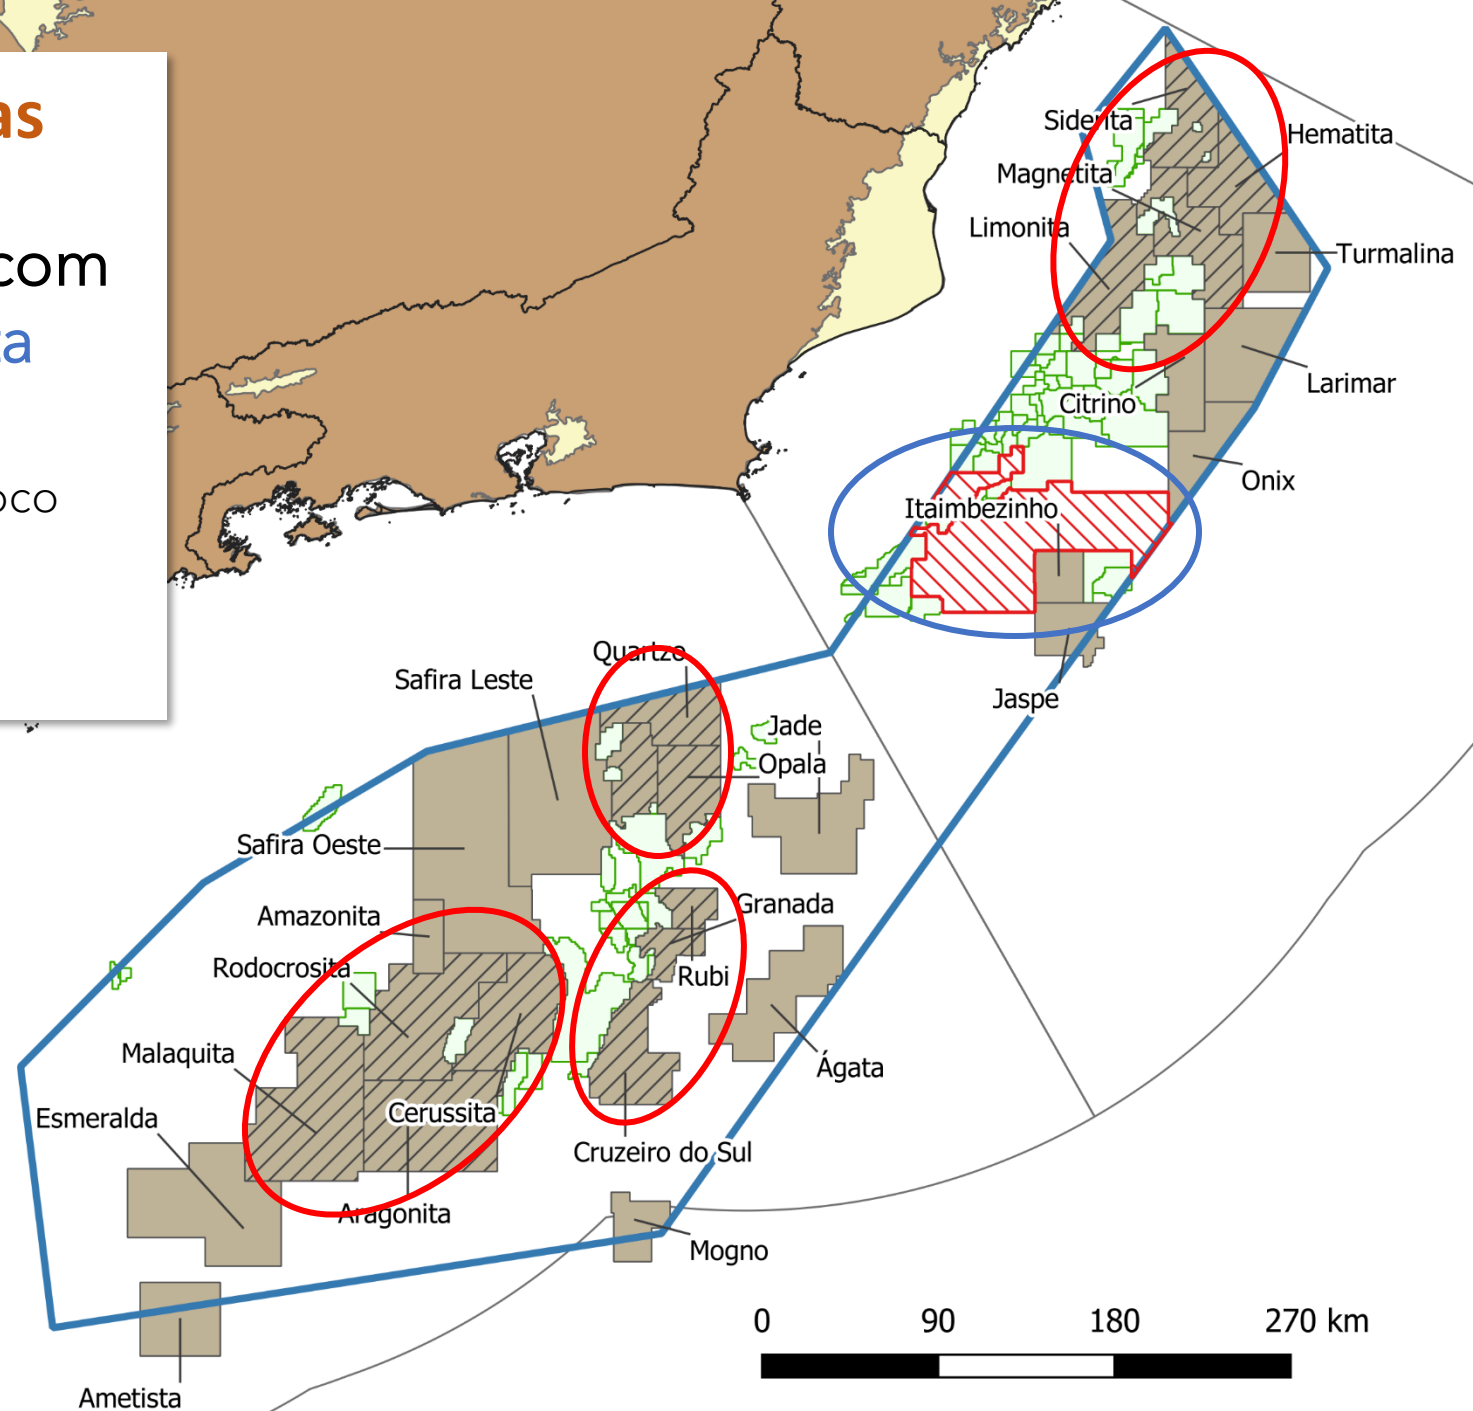 as
com
ta
oco
Siderita
Hematita
Magnetita
Limonita
Turmalina
Larimar
Citrino
Onix
Itaimbezinho
Jaspe
Quartzo
Safira Leste
Jade
Opala
Safira Oeste
Granada
Amazonita
Rodocrosita
Rubi
Malaquita
Ágata
Esmeralda
Cerussita
Cruzeiro do Sul
Aragonita
Mogno
0 90 180 270 km
Ametista